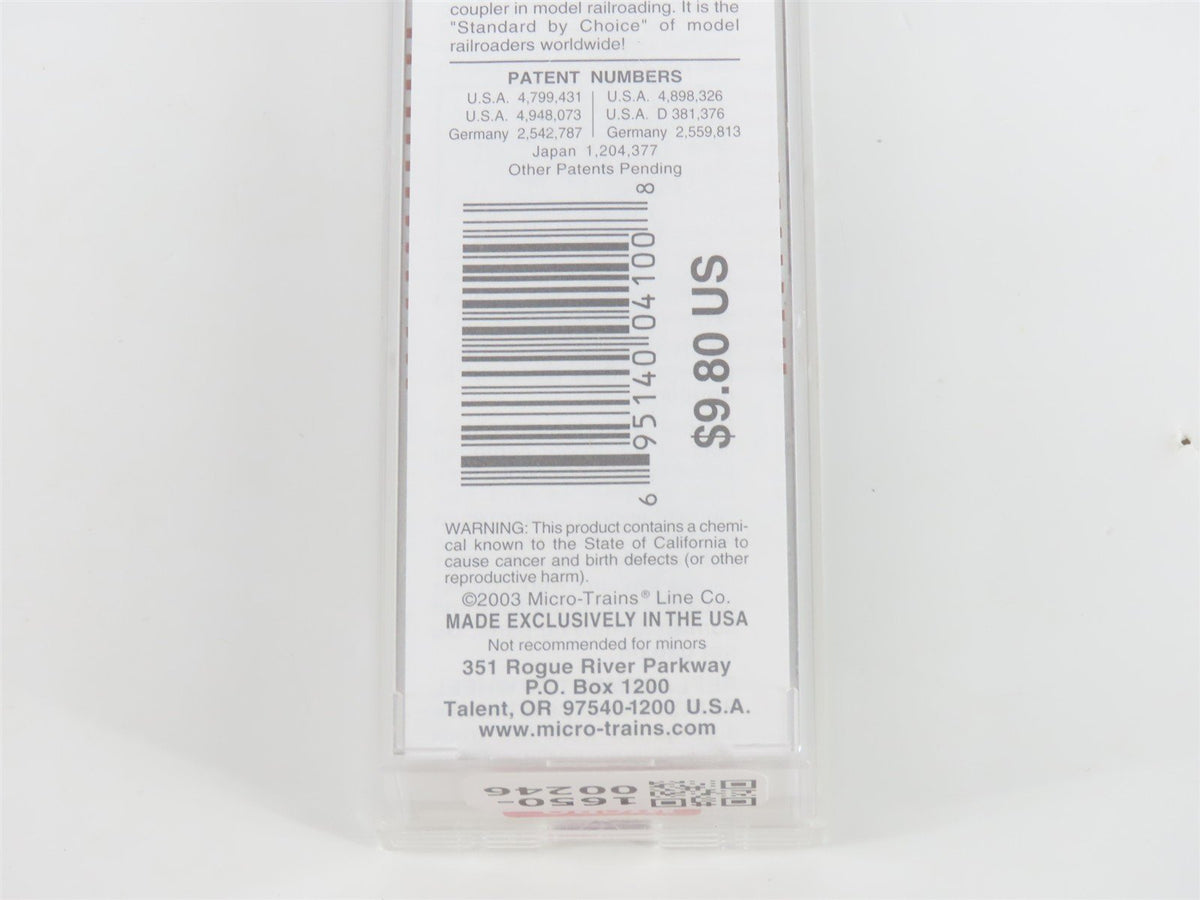 coupler in model railroading. It is the
"Standard by Choice" of model
railroaders worldwide!
PATENT NUMBERS
U.S.A. 4,799,431 U.S.A. 4,898,326
U.S.A. 4,948,073 U.S.A. D 381,376
Germany 2,542,787 Germany 2,559,813
Japan 1,204,377
Other Patents Pending
6 95140 04100 8
$9.80 US
WARNING: This product contains a chemi-
cal known to the State of California to
cause cancer and birth defects (or other
reproductive harm).
©2003 Micro-Trains® Line Co.
MADE EXCLUSIVELY IN THE USA
Not recommended for minors
351 Rogue River Parkway
P.O. Box 1200
Talent, OR 97540-1200 U.S.A.
www.micro-trains.com
1650-
00246